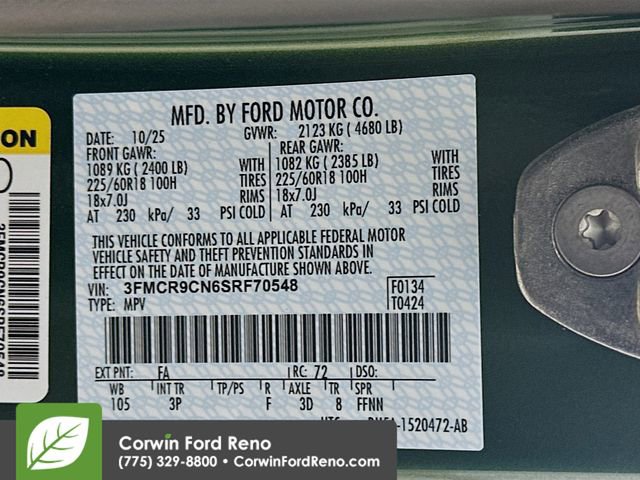 MFD. BY FORD MOTOR CO.
DATE: 10/25 GVWR: 2123 KG ( 4680 LB)
FRONT GAWR: REAR GAWR:
1089 KG ( 2400 LB) WITH 1082 KG ( 2385 LB) WITH
225/60R18 100H TIRES 225/60R18 100H TIRES
18x7.0J RIMS 18x7.0J RIMS
AT 230 kPa/ 33 PSI COLD AT 230 kPa/ 33 PSI COLD
THIS VEHICLE CONFORMS TO ALL APPLICABLE FEDERAL MOTOR
VEHICLE SAFETY AND THEFT PREVENTION STANDARDS IN
EFFECT ON THE DATE OF MANUFACTURE SHOWN ABOVE.
VIN: 3FMCR9CN6SRF70548 F0134
TYPE: MPV T0424
EXT PNT: FA RC: 72 DSO:
WB INT TR TP/PS R AXLE TR SPR
105 3P F 3D 8 FFNN
1520472-AB
ON
3FMCR9CN6SRF70548
Corwin Ford Reno
(775) 329-8800 • CorwinFordReno.com